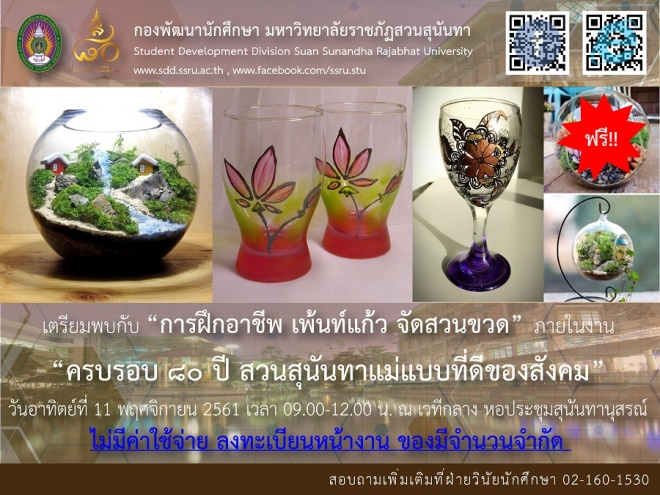 กองพัฒนานักศึกษา มหาวิทยาลัยราชภัฏสวนสุนันทา
Student Development Division Suan Sunandha Rajabhat University
www.sdd.ssru.ac.th , www.facebook.com/ssru.stu
ฟรี!!
เตรียมพบกับ “การฝึกอาชีพ เพ้นท์แก้ว จัดสวนขวด” ภายในงาน
“ครบรอบ ๘๐ ปี สวนสุนันทาแม่แบบที่ดีของสังคม”
วันอาทิตย์ที่ 11 พฤศจิกายน 2561 เวลา 09.00-12.00 น. ณ เวทีกลาง หอประชุมสุนันทานุสรณ์
ไม่มีค่าใช้จ่าย ลงทะเบียนหน้างาน ของมีจำนวนจำกัด
สอบถามเพิ่มเติมที่ฝ่ายวินัยนักศึกษา 02-160-1530